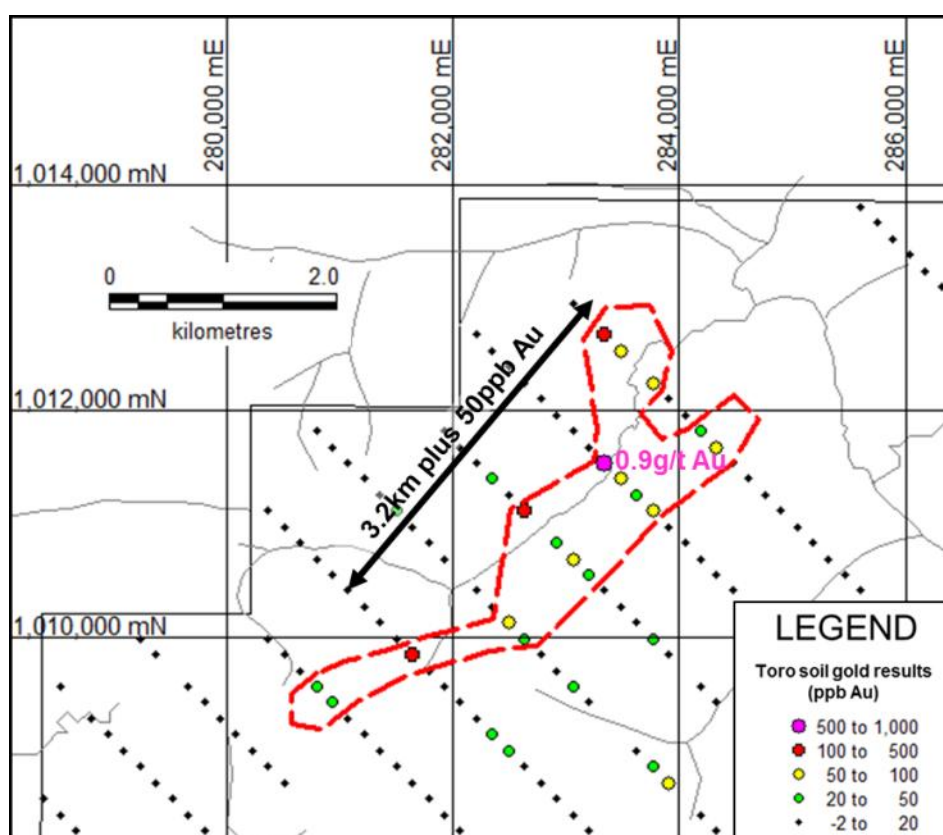 280,000 mE
282,000 mE
284,000 mE
286,000 mE
1,014,000 mN
0 2.0
kilometres
3.2km plus 50ppb Au
1,012,000 mN
0.9g/t Au
1,010,000 mN
LEGEND
Toro soil gold results
(ppb Au)
500 to 1,000
100 to 500
50 to 100
20 to 50
-2 to 20